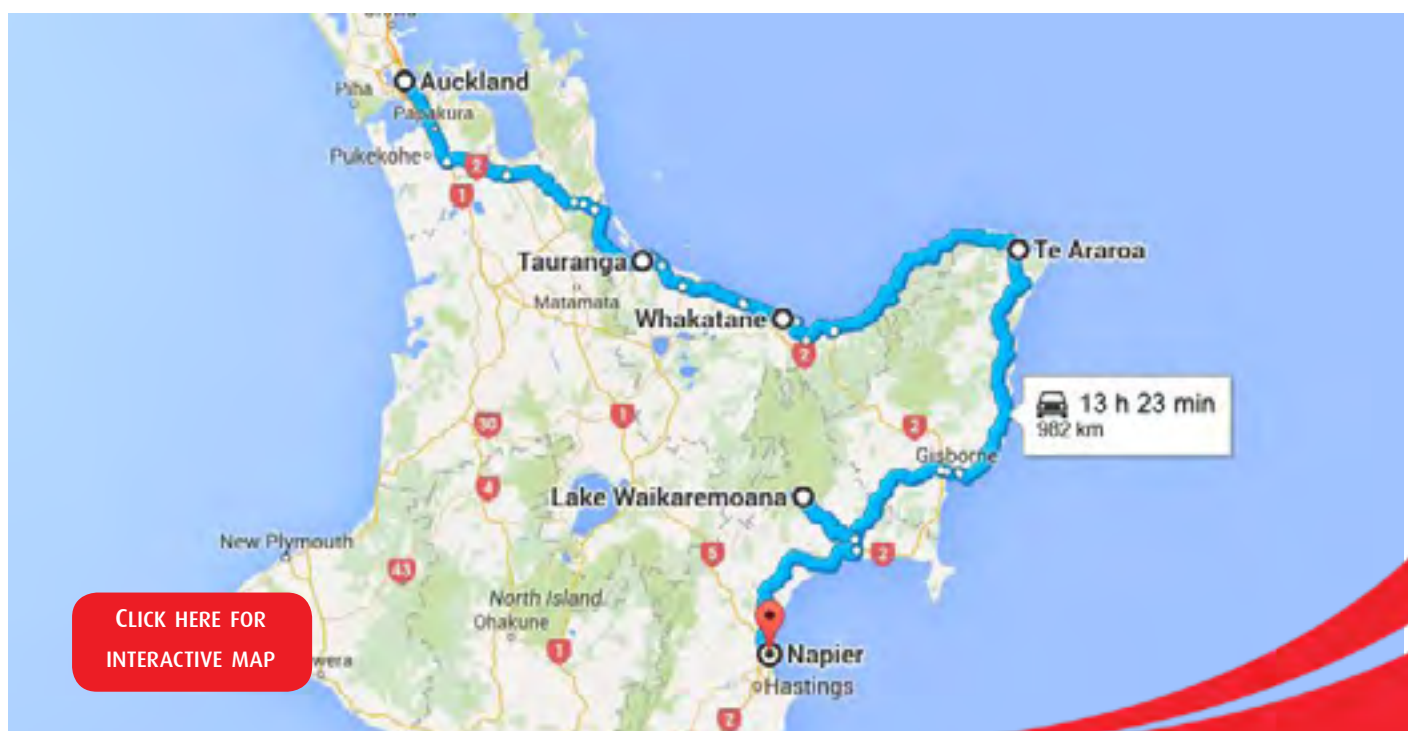 Auckland
Piha
Papakura
Pukekohe
2
1
Tauranga
Te Araroa
Matamata
Whakatane
2
13 h 23 min
982 km
30
1
2
Gisborne
4
Lake Waikaremoana
New Plymouth
5
2
43
North Island
Ohakune
CLICK HERE FOR
INTERACTIVE MAP
wera
1
Napier
Hastings
2